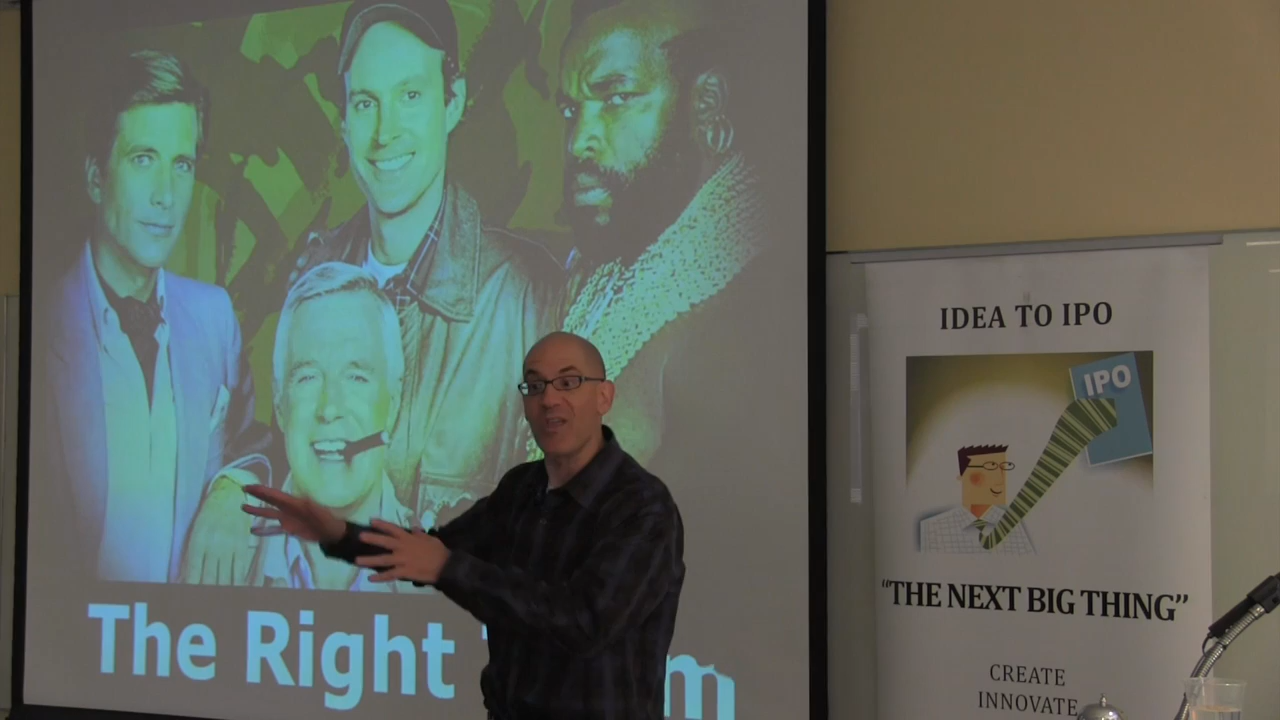 The Right
IDEA TO IPO
IPO
"THE NEXT BIG THING"
CREATE
INNOVATE